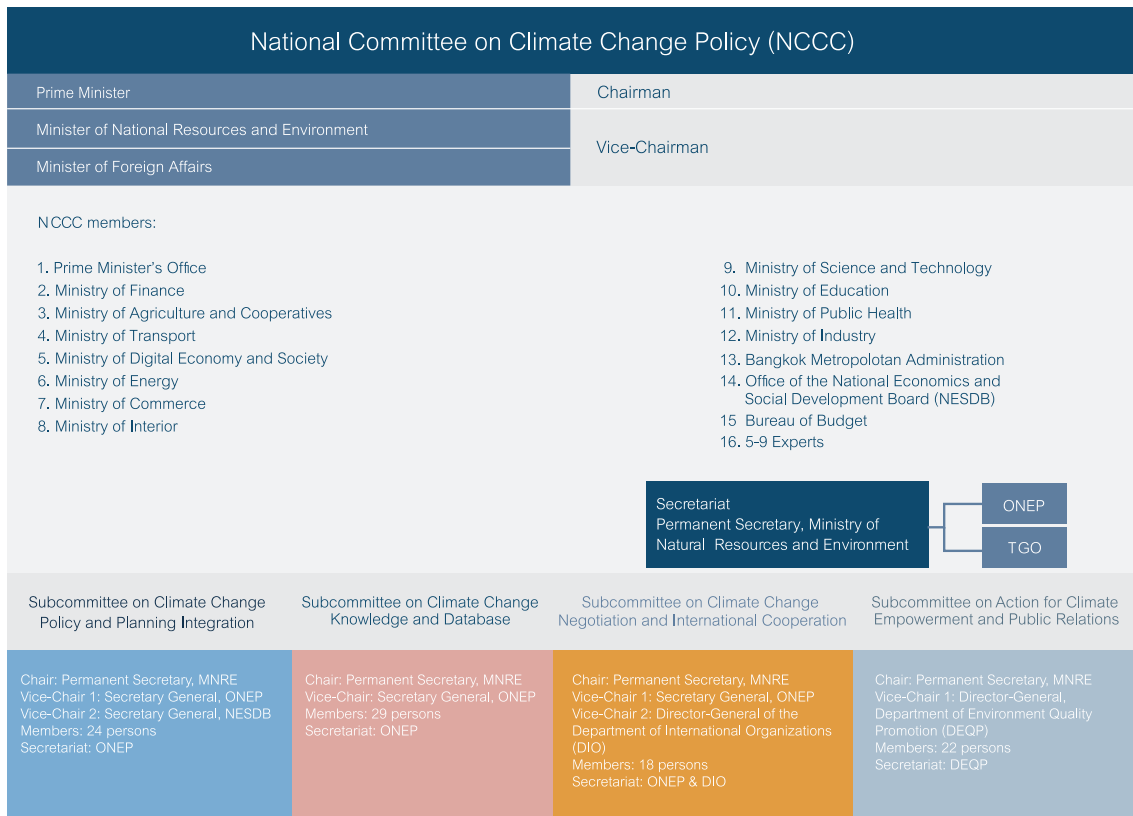 National Committee on Climate Change Policy (NCCC)
Prime Minister
Chairman
Minister of National Resources and Environment
Minister of Foreign Affairs
Vice-Chairman
NCCC members:
1. Prime Minister's Office
2. Ministry of Finance
3. Ministry of Agriculture and Cooperatives
4. Ministry of Transport
5. Ministry of Digital Economy and Society
6. Ministry of Energy
7. Ministry of Commerce
8. Ministry of Interior
9. Ministry of Science and Technology
10. Ministry of Education
11. Ministry of Public Health
12. Ministry of Industry
13. Bangkok Metropolotan Administration
14. Office of the National Economics and
Social Development Board (NESDB)
15 Bureau of Budget
16. 5-9 Experts
Secretariat
Permanent Secretary, Ministry of
Natural Resources and Environment
ONEP
TGO
Subcommittee on Climate Change
Policy and Planning Integration
Chair: Permanent Secretary, MNRE
Vice-Chair 1: Secretary General, ONEP
Vice-Chair 2: Secretary General, NESDB
Members: 24 persons
Secretariat: ONEP
Subcommittee on Climate Change
Knowledge and Database
Chair: Permanent Secretary, MNRE
Vice-Chair: Secretary General, ONEP
Members: 29 persons
Secretariat: ONEP
Subcommittee on Climate Change
Negotiation and International Cooperation
Chair: Permanent Secretary, MNRE
Vice-Chair 1: Secretary General, ONEP
Vice-Chair 2: Director-General of the
Department of International Organizations
(DIO)
Members: 18 persons
Secretariat: ONEP & DIO
Subcommittee on Action for Climate
Empowerment and Public Relations
Chair: Permanent Secretary, MNRE
Vice-Chair 1: Director-General,
Department of Environment Quality
Promotion (DEQP)
Members: 22 persons
Secretariat: DEQP